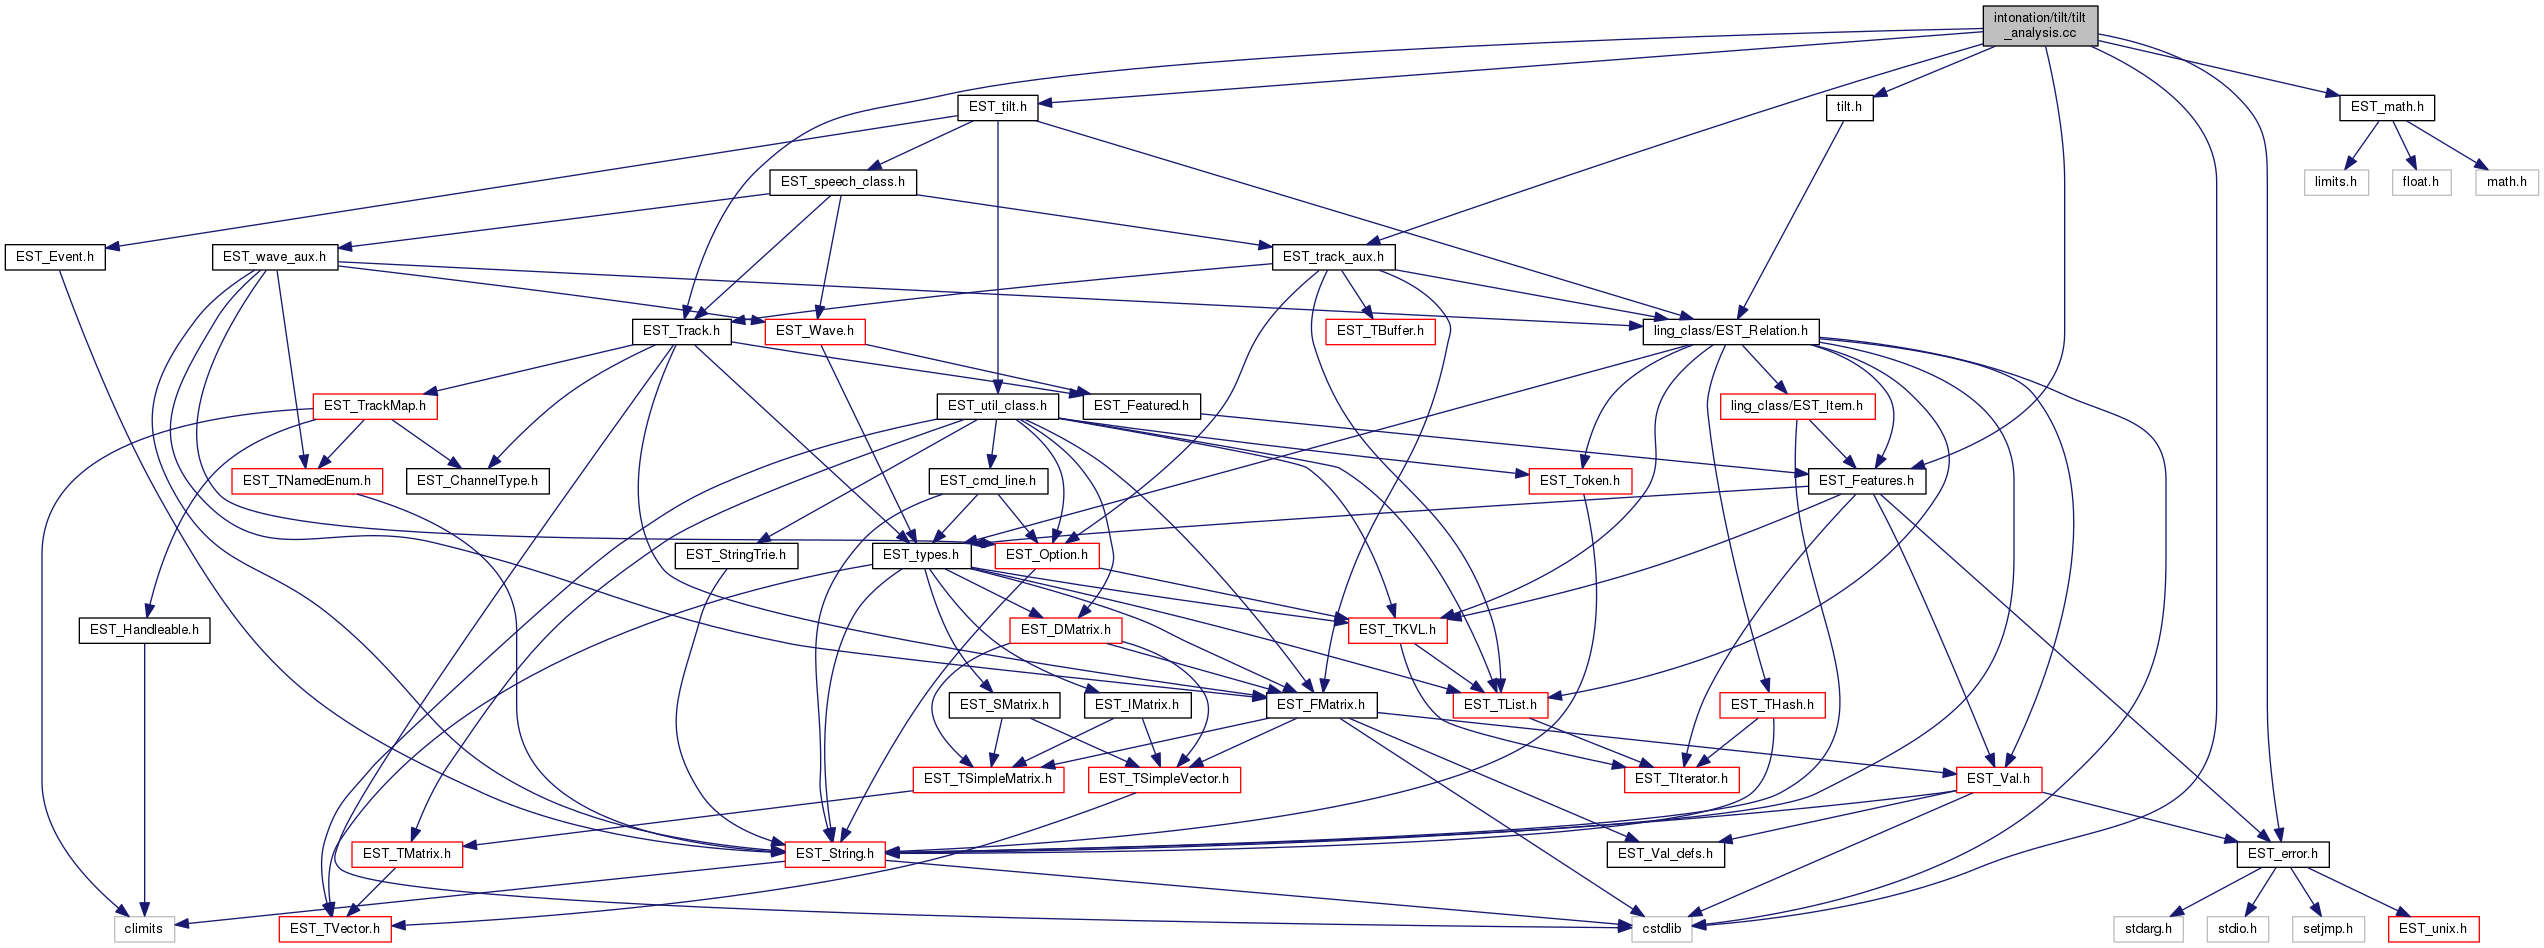 intonation/tilt/tilt
_analysis.cc
EST_tilt.h
tilt.h
EST_math.h
EST_speech_class.h
limits.h
float.h
math.h
EST_Event.h
EST_wave_aux.h
EST_track_aux.h
EST_Track.h
EST_Wave.h
EST_TBuffer.h
ling_class/EST_Relation.h
EST_TrackMap.h
EST_util_class.h
EST_Featured.h
ling_class/EST_Item.h
EST_TNamedEnum.h
EST_ChannelType.h
EST_cmd_line.h
EST_Token.h
EST_Features.h
EST_StringTrie.h
EST_types.h
EST_Option.h
EST_Handleable.h
EST_DMatrix.h
EST_TKVL.h
EST_SMatrix.h
EST_IMatrix.h
EST_FMatrix.h
EST_TList.h
EST_THash.h
EST_TSimpleMatrix.h
EST_TSimpleVector.h
EST_TIterator.h
EST_Val.h
EST_TMatrix.h
EST_String.h
EST_Val_defs.h
EST_error.h
climits
EST_TVector.h
cstdlib
stdarg.h
stdio.h
setjmp.h
EST_unix.h